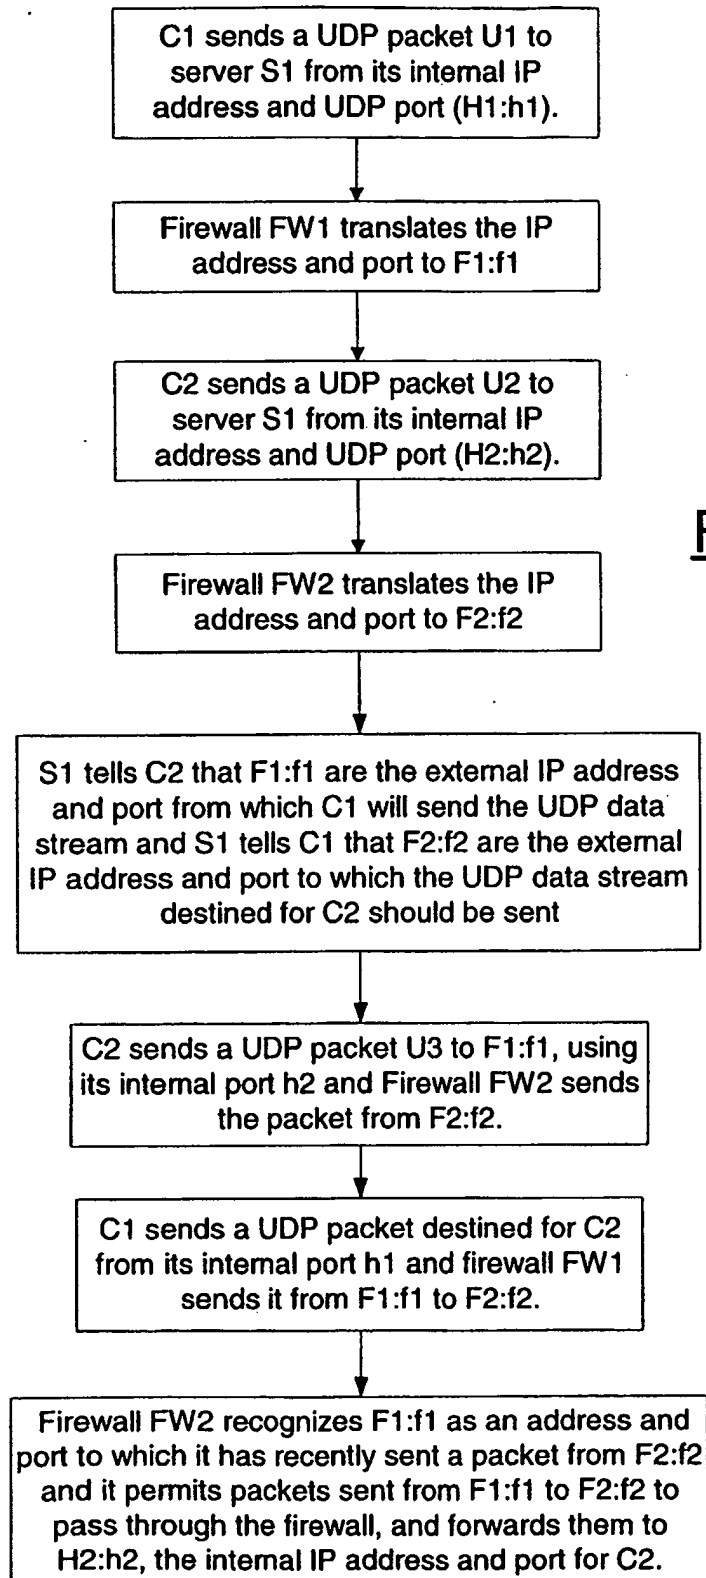 C1 sends a UDP packet U1 to
server S1 from its internal IP
address and UDP port (H1:h1).
Firewall FW1 translates the IP
address and port to F1:f1
C2 sends a UDP packet U2 to
server S1 from its internal IP
address and UDP port (H2:h2).
Firewall FW2 translates the IP
address and port to F2:f2
S1 tells C2 that F1:f1 are the external IP address
and port from which C1 will send the UDP data
stream and S1 tells C1 that F2:f2 are the external
IP address and port to which the UDP data stream
destined for C2 should be sent
C2 sends a UDP packet U3 to F1:f1, using
its internal port h2 and Firewall FW2 sends
the packet from F2:f2.
C1 sends a UDP packet destined for C2
from its internal port h1 and firewall FW1
sends it from F1:f1 to F2:f2.
Firewall FW2 recognizes F1:f1 as an address and
port to which it has recently sent a packet from F2:f2
and it permits packets sent from F1:f1 to F2:f2 to
pass through the firewall, and forwards them to
H2:h2, the internal IP address and port for C2.